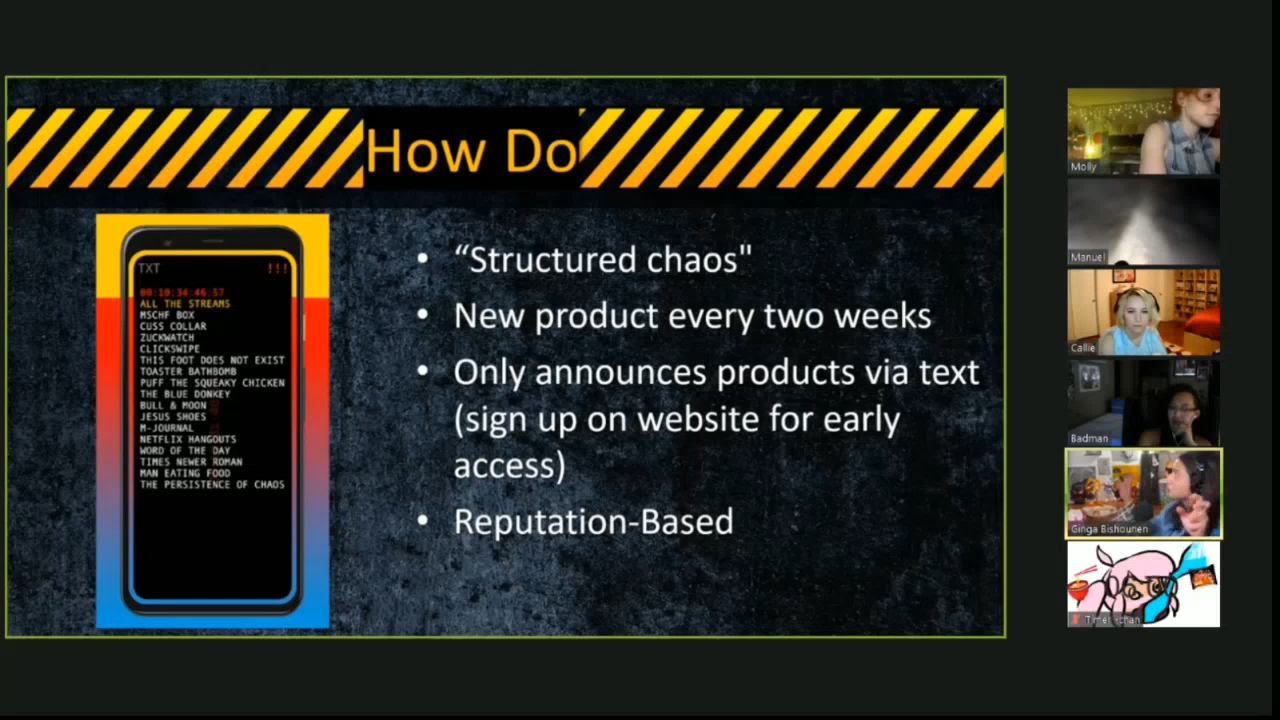 How Do
TXT
!!!
00:10:34:46:57
ALL THE STREAMS
MSCHF BOX
CUSS COLLAR
ZUCKWATCH
CLICKSWIPE
THIS FOOT DOES NOT EXIST
TOASTER BATHBOMB
PUFF THE SQUEAKY CHICKEN
THE BLUE DONKEY
BULL & MOON
JESUS SHOES
M-JOURNAL
NETFLIX HANGOUTS
WORD OF THE DAY
TIMES NEWER ROMAN
MAN EATING FOOD
THE PERSISTENCE OF CHAOS
• “Structured chaos"
• New product every two weeks
• Only announces products via text
(sign up on website for early
access)
• Reputation-Based
Molly
Manuel
Callie
Badman
Ginga Bishounen
Timer-chan